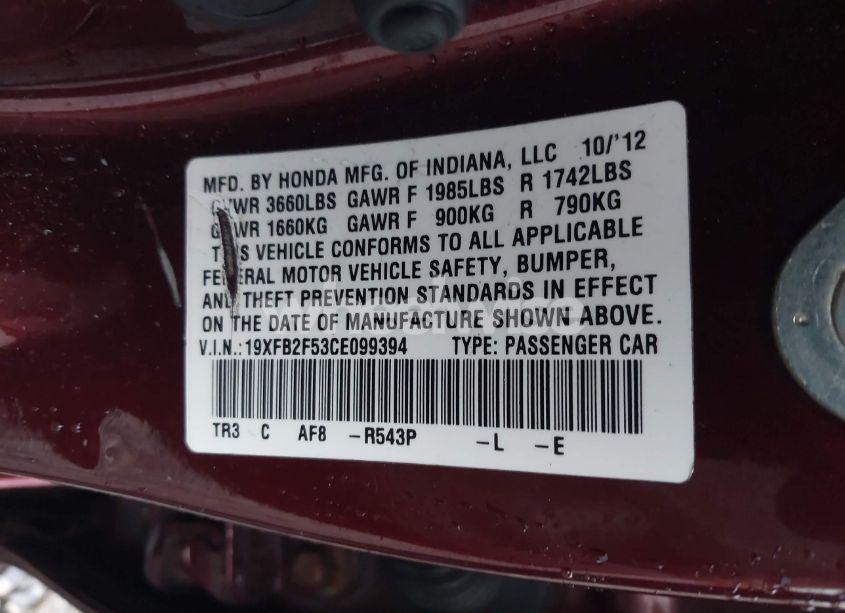 MFD. BY HONDA MFG. OF INDIANA, LLC 10/'12
GVWR 3660LBS GAWR F 1985LBS R 1742LBS
GVWR 1660KG GAWR F 900KG R 790KG
THIS VEHICLE CONFORMS TO ALL APPLICABLE
FEDERAL MOTOR VEHICLE SAFETY, BUMPER,
AND THEFT PREVENTION STANDARDS IN EFFECT
ON THE DATE OF MANUFACTURE SHOWN ABOVE.
V.I.N.:19XFB2F53CE099394 TYPE: PASSENGER CAR
TR3 C AF8 -R543P -L -E